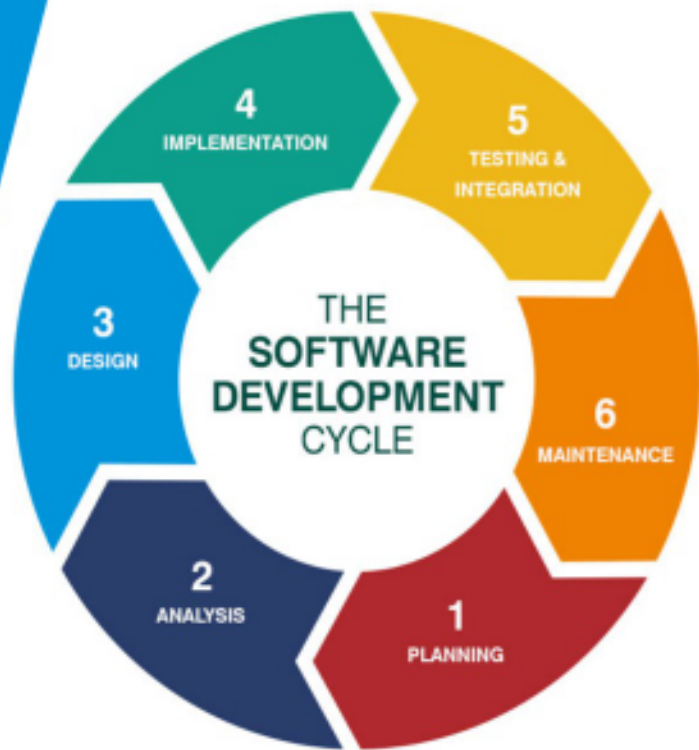 THE
SOFTWARE
DEVELOPMENT
CYCLE
1
PLANNING
2
ANALYSIS
3
DESIGN
4
IMPLEMENTATION
5
TESTING &
INTEGRATION
6
MAINTENANCE